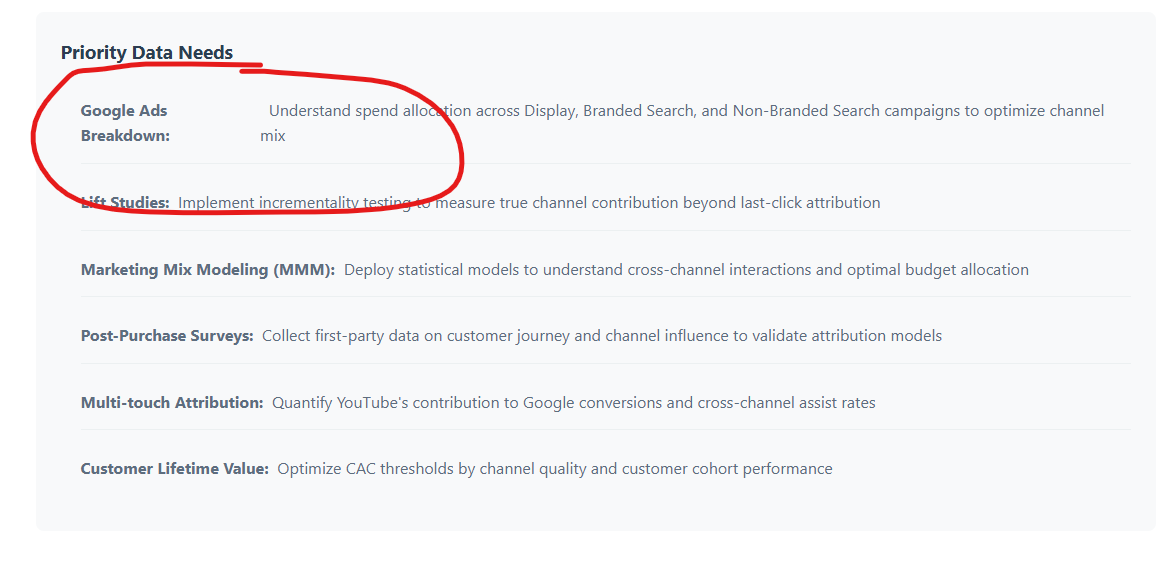 Priority Data Needs
Google Ads Breakdown: Understand spend allocation across Display, Branded Search, and Non-Branded Search campaigns to optimize channel mix
Lift Studies: Implement incrementality testing to measure true channel contribution beyond last-click attribution
Marketing Mix Modeling (MMM): Deploy statistical models to understand cross-channel interactions and optimal budget allocation
Post-Purchase Surveys: Collect first-party data on customer journey and channel influence to validate attribution models
Multi-touch Attribution: Quantify YouTube's contribution to Google conversions and cross-channel assist rates
Customer Lifetime Value: Optimize CAC thresholds by channel quality and customer cohort performance